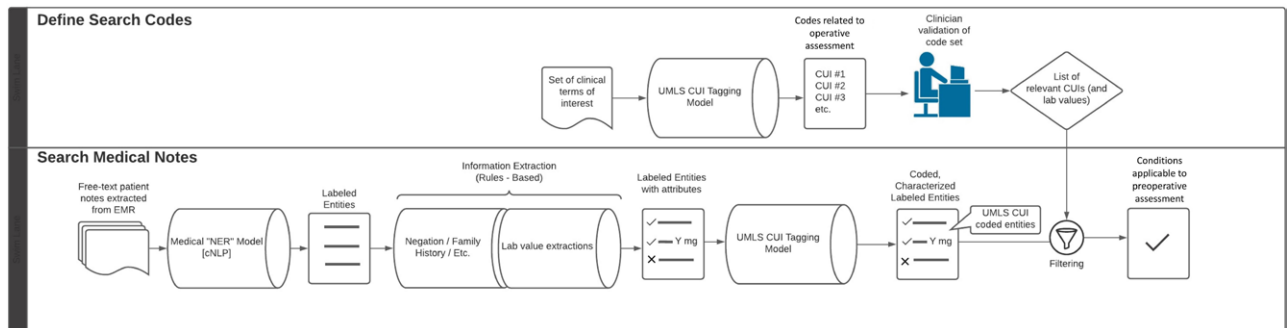 Define Search Codes
Set of clinical
terms of
interest
UMLS CUI Tagging
Model
Codes related to
operative
assessment
CUI #1
CUI #2
CUI #3
etc.
Clinician
validation of
code set
List of
relevant CUIs (and
lab values)
Search Medical Notes
Free-text patient
notes extracted
from EMR
Medical "NER" Model
[cNLP]
Labeled
Entities
Information Extraction
(Rules - Based)
Negation / Family
History / Etc.
Lab value extractions
Labeled Entities
with attributes
Y mg
UMLS CUI Tagging
Model
Coded,
Characterized
Labeled Entities
Y mg
UMLS CUI
coded entities
Filtering
Conditions
applicable to
preoperative
assessment